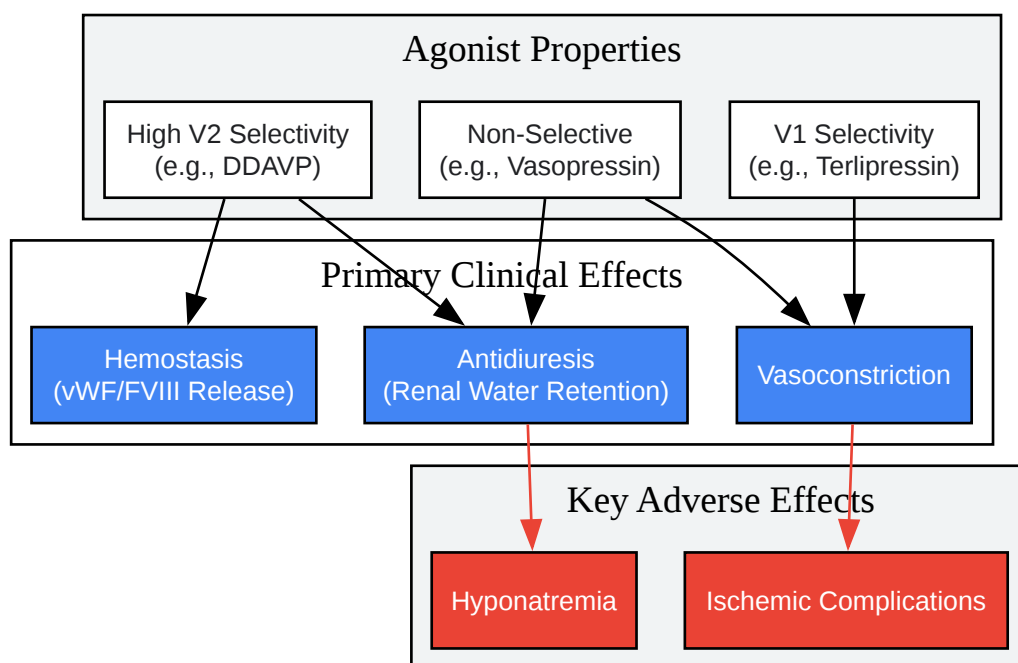 Agonist Properties
High V2 Selectivity
(e.g., DDAVP)
Non-Selective
(e.g., Vasopressin)
V1 Selectivity
(e.g., Terlipressin)
Primary Clinical Effects
Hemostasis
(vWF/FVIII Release)
Antidiuresis
(Renal Water Retention)
Vasoconstriction
Key Adverse Effects
Hyponatremia
Ischemic Complications